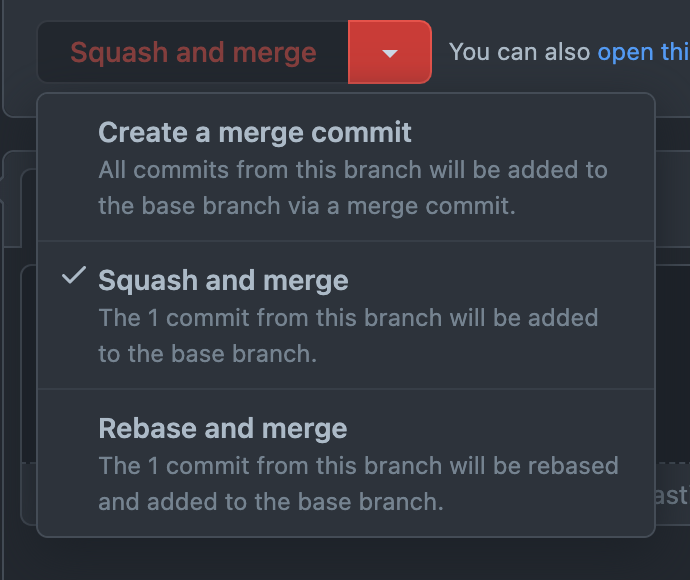 Squash and merge
You can also open thi
Create a merge commit
All commits from this branch will be added to
the base branch via a merge commit.
Squash and merge
The 1 commit from this branch will be added
to the base branch.
Rebase and merge
The 1 commit from this branch will be rebased
and added to the base branch.
ast